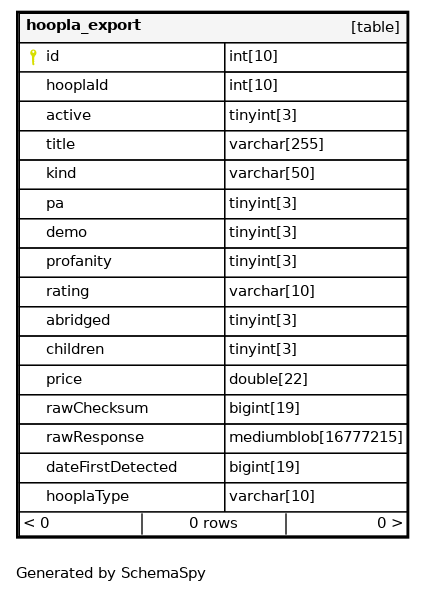 hoopla_export [table]
id int[10]
hooplaId int[10]
active tinyint[3]
title varchar[255]
kind varchar[50]
pa tinyint[3]
demo tinyint[3]
profanity tinyint[3]
rating varchar[10]
abridged tinyint[3]
children tinyint[3]
price double[22]
rawChecksum bigint[19]
rawResponse mediumblob[16777215]
dateFirstDetected bigint[19]
hooplaType varchar[10]
< 0 0 rows 0 >
Generated by SchemaSpy